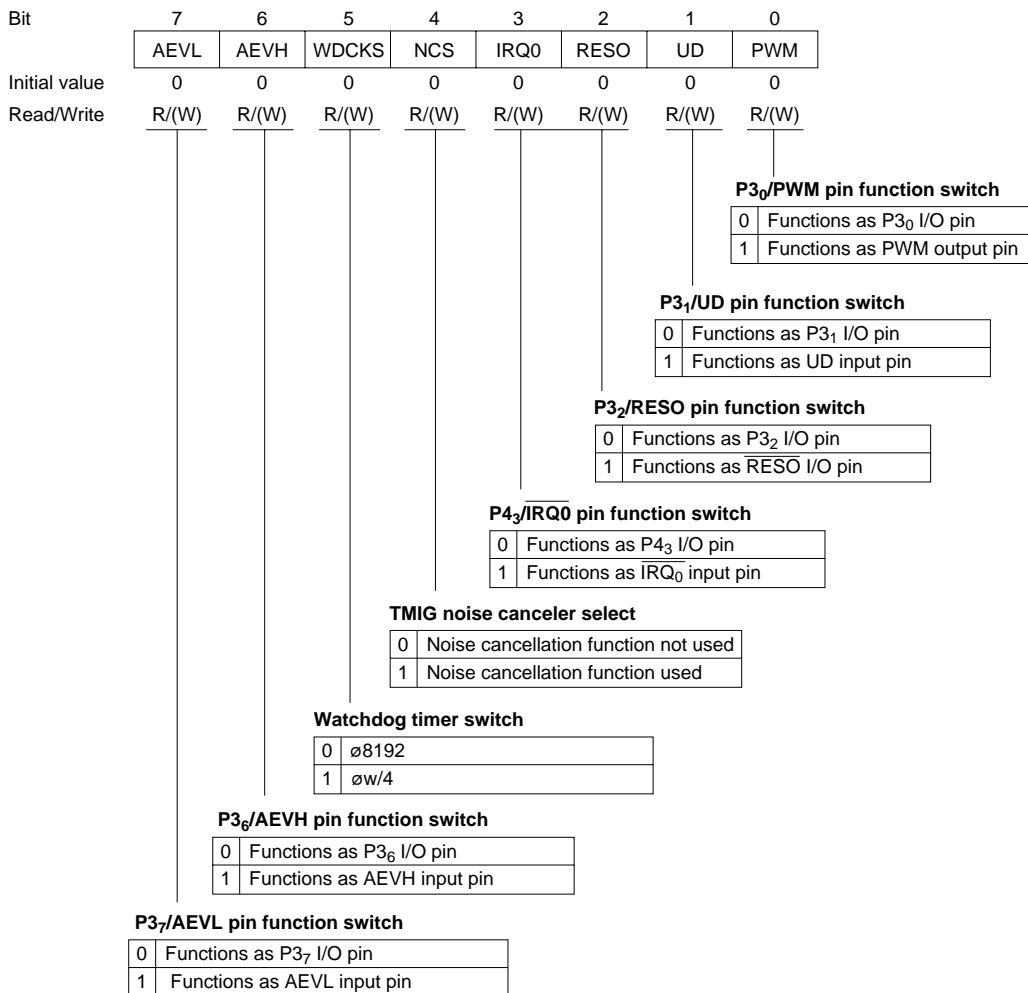 Bit 7 6 5 4 3 2 1 0
AEVL AEVH WDCKS NCS IRQ0 RESO UD PWM
Initial value 0 0 0 0 0 0 0 0
Read/Write R/(W) R/(W) R/(W) R/(W) R/(W) R/(W) R/(W) R/(W)
P3₀/PWM pin function switch
0 Functions as P3₀ I/O pin
1 Functions as PWM output pin
P3₁/UD pin function switch
0 Functions as P3₁ I/O pin
1 Functions as UD input pin
P3₂/RESO pin function switch
0 Functions as P3₂ I/O pin
1 Functions as R̅E̅S̅O̅ I/O pin
P4₃/I̅R̅Q̅0̅ pin function switch
0 Functions as P4₃ I/O pin
1 Functions as I̅R̅Q̅₀̅ input pin
TMIG noise canceler select
0 Noise cancellation function not used
1 Noise cancellation function used
Watchdog timer switch
0 ø8192
1 øw/4
P3₆/AEVH pin function switch
0 Functions as P3₆ I/O pin
1 Functions as AEVH input pin
P3₇/AEVL pin function switch
0 Functions as P3₇ I/O pin
1 Functions as AEVL input pin